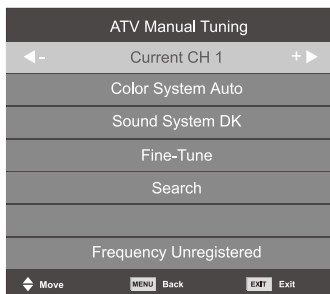 ATV Manual Tuning
- Current CH 1 +
Color System Auto
Sound System DK
Fine-Tune
Search
Frequency Unregistered
Move MENU Back EXIT Exit